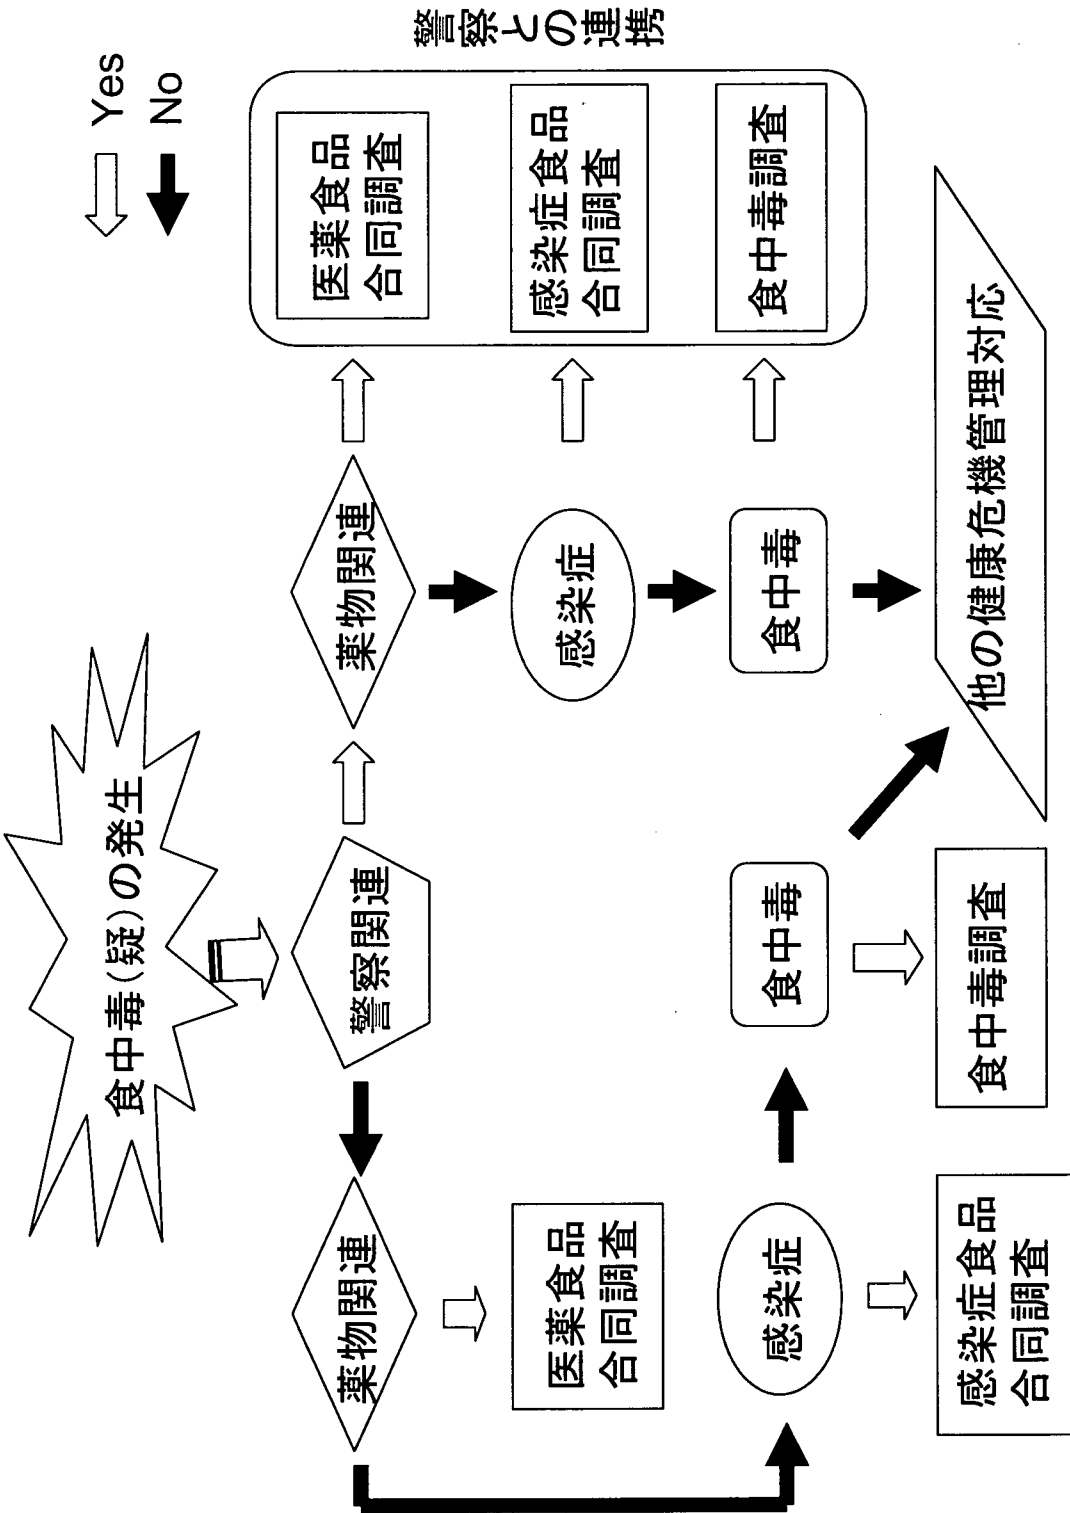 食中毒(疑)の発生
Yes
No
警察関連
薬物関連
薬物関連
医薬食品
合同調査
医薬食品
合同調査
感染症
感染症食品
合同調査
感染症
食中毒
食中毒
食中毒調査
警察との連携
感染症食品
合同調査
食中毒調査
他の健康危機管理対応